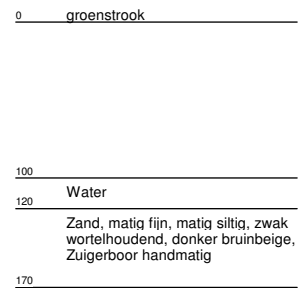 0 groenstrook
100
Water
120
Zand, matig fijn, matig siltig, zwak
wortelhoudend, donker bruinbeige,
Zuigerboor handmatig
170